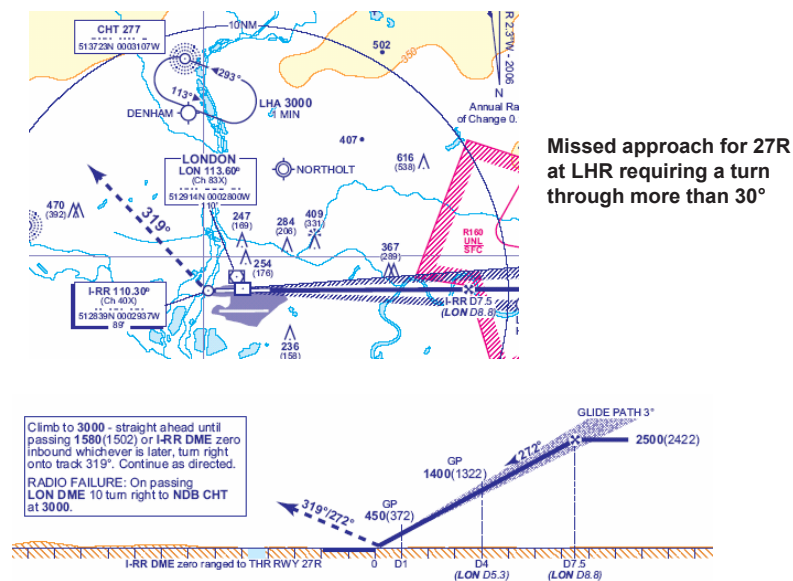 CHT 277
513723N 0003107W
10NM
502
350
R 2.3°W - 2006
N
Annual Ra
of Change 0.
293°
113°
LHA 3000
1 MIN
DENHAM
407
LONDON
LON 113.60°
(Ch 83X)
512914N 0002800W
110'
NORTHOLT
616
(538)
Missed approach for 27R
at LHR requiring a turn
through more than 30°
470
(392)
319°
247
(169)
284
(206)
409
(331)
254
(176)
367
(289)
R160
UNL
SFC
I-RR 110.30°
(Ch 40X)
512839N 0002937W
89'
I-RR D7.5
(LON D8.8)
236
(158)
Climb to 3000 - straight ahead until
passing 1580(1502) or I-RR DME zero
inbound whichever is later, turn right
onto track 319°. Continue as directed.
RADIO FAILURE: On passing
LON DME 10 turn right to NDB CHT
at 3000.
GLIDE PATH 3°
272°
2500(2422)
GP
1400(1322)
GP
450(372)
319°/272°
I-RR DME zero ranged to THR RWY 27R
0
D1
D4
(LON D5.3)
D7.5
(LON D8.8)